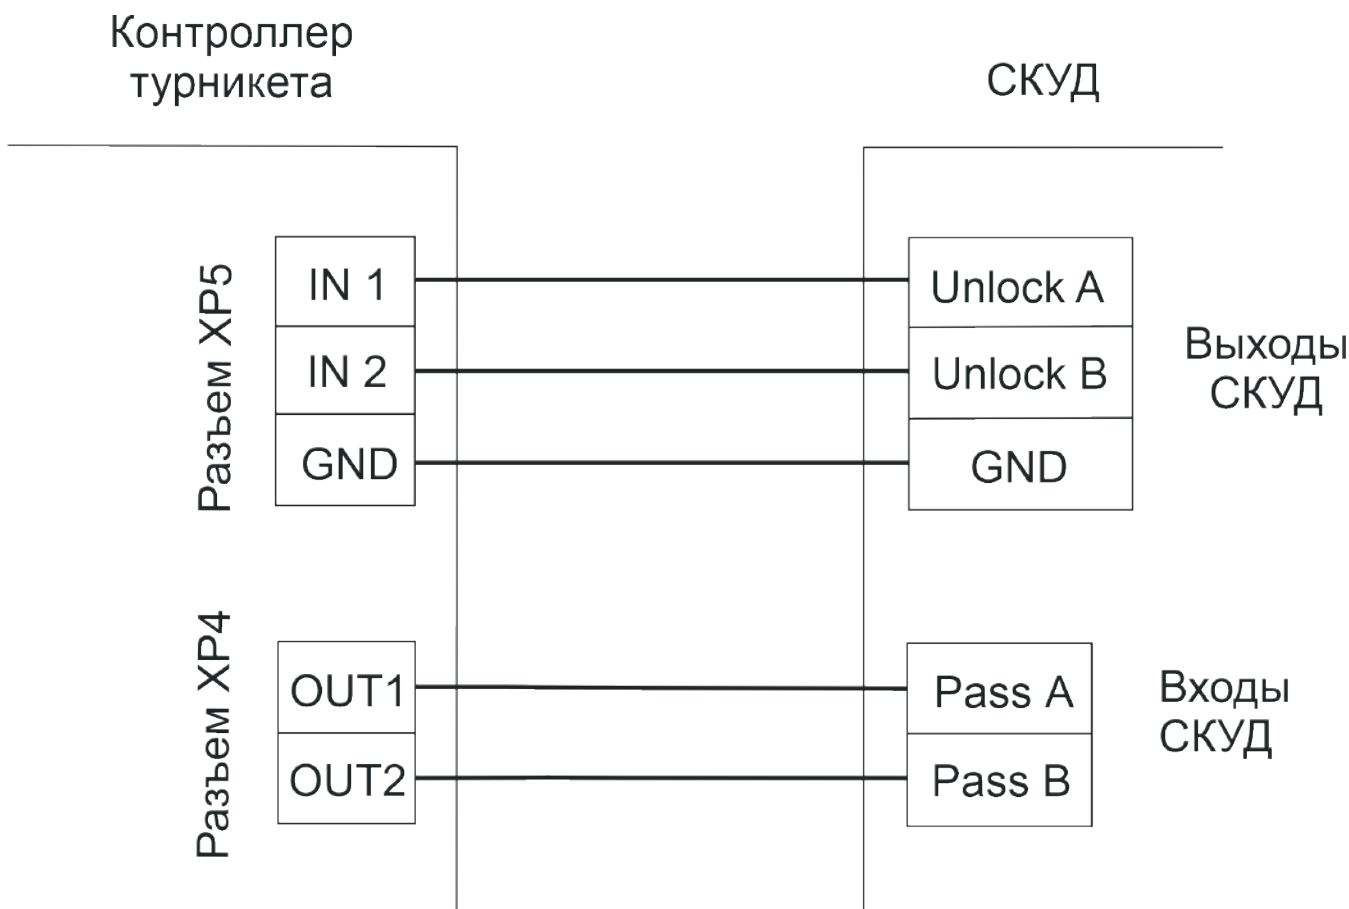 Контроллер
турникета
СКУД
Разъем XP5
IN 1
IN 2
GND
Unlock A
Unlock B
GND
Выходы
СКУД
Разъем XP4
OUT1
OUT2
Pass A
Pass B
Входы
СКУД